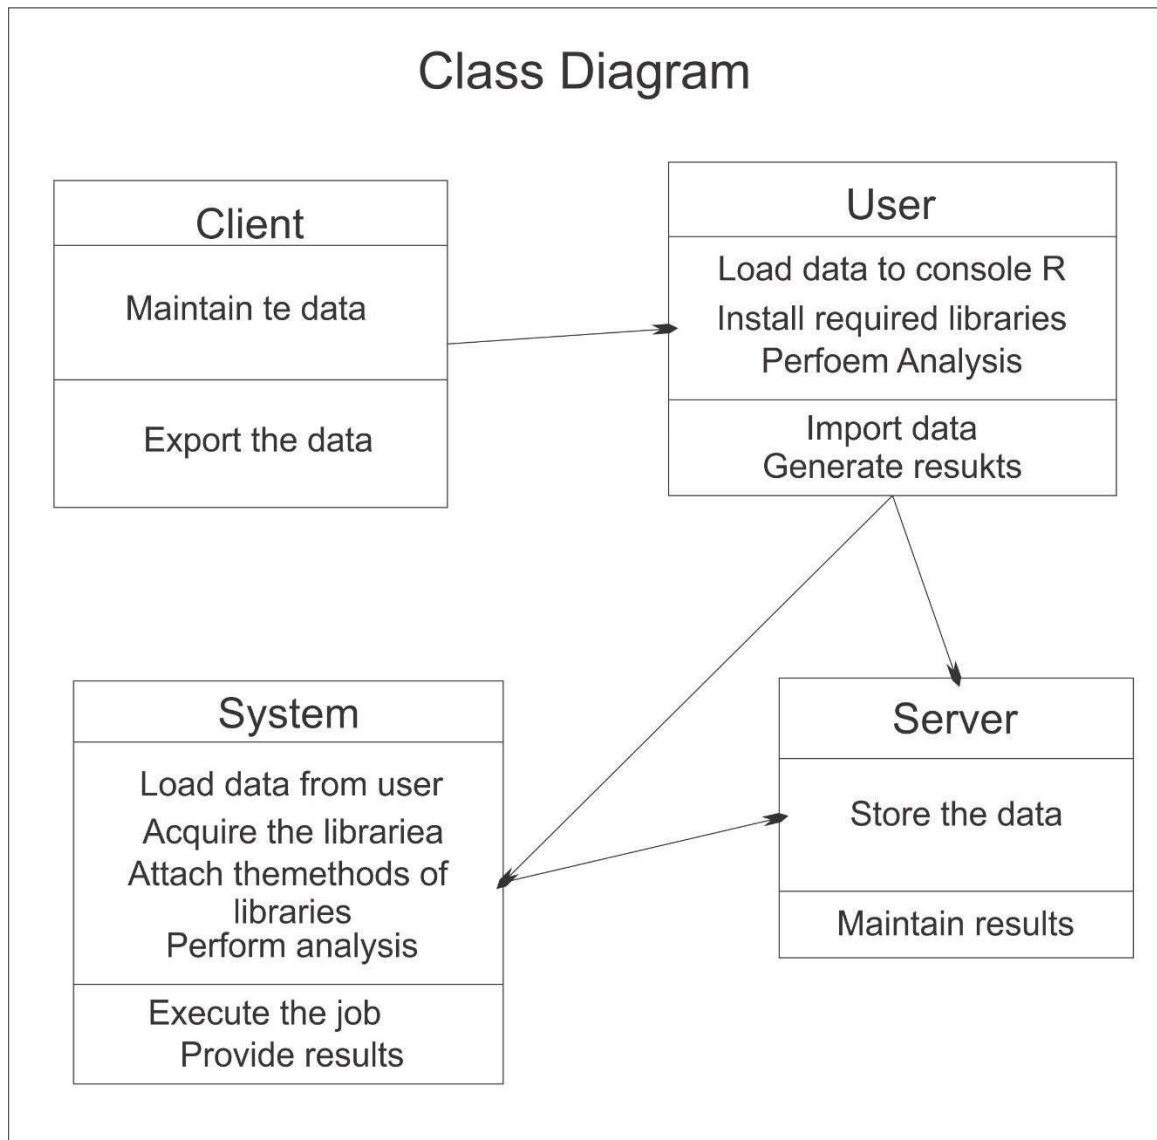 Class Diagram
Client
Maintain te data
Export the data
User
Load data to console R
Install required libraries
Perfoem Analysis
Import data
Generate resukts
System
Load data from user
Acquire the librariea
Attach themethods of
libraries
Perform analysis
Execute the job
Provide results
Server
Store the data
Maintain results